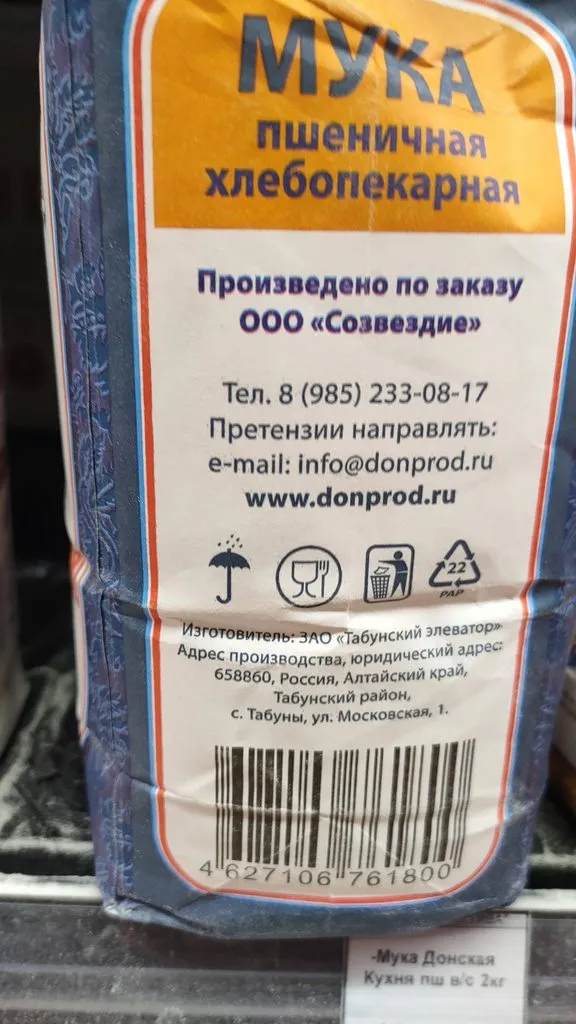 МУКА
пшеничная
хлебопекарная
Произведено по заказу
ООО «Созвездие»
Тел. 8 (985) 233-08-17
Претензии направлять:
e-mail: info@donprod.ru
www.donprod.ru
22
PAP
Изготовитель: ЗАО «Табунский элеватор»
Адрес производства, юридический адрес:
658860, Россия, Алтайский край,
Табунский район,
с. Табуны, ул. Московская, 1.
4 627106 761800
-Мука Донская
Кухня пш в/с 2кг